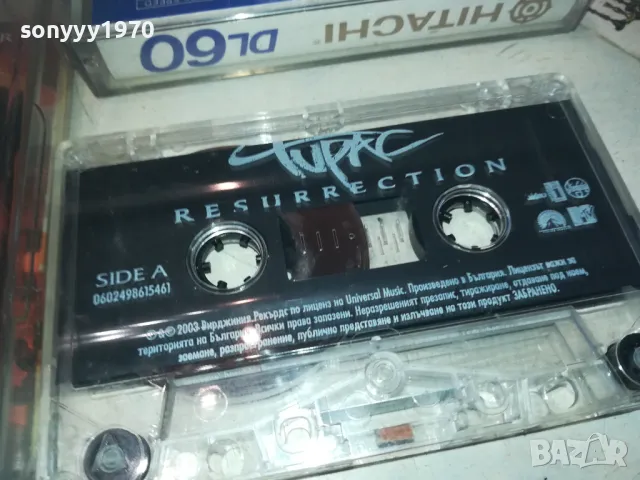 sonyyy1970
HITACHI
DL60
TUPAC
RESURRECTION
SIDE A
0602498615461
℗© 2003 Вирджиния Рекърдс по лиценз на Universal Music. Произведено в България. Лицензът важи за
територията на България. Всички права запазени. Неразрешеният презапис, тиражиране, отдаване под наем,
заемане, разпространение, публично представяне и излъчване на този продукт ЗАБРАНЕНО.
MTV
BAZAR